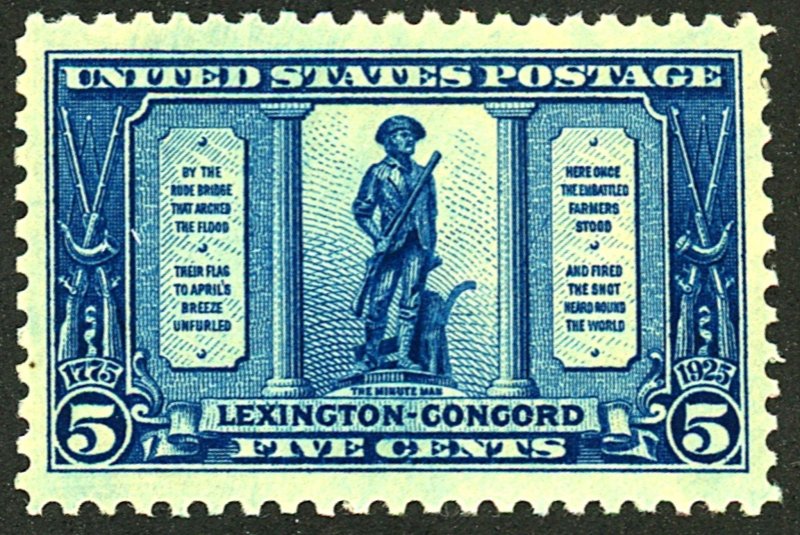 UNITED STATES POSTAGE
BY THE
RUDE BRIDGE
THAT ARCHED
THE FLOOD
THEIR FLAG
TO APRIL'S
BREEZE
UNFURLED
HERE ONCE
THE EMBATTLED
FARMERS
STOOD
AND FIRED
THE SHOT
HEARD ROUND
THE WORLD
1775
1925
THE MINUTE MAN
5
LEXINGTON-CONCORD
5
FIVE CENTS